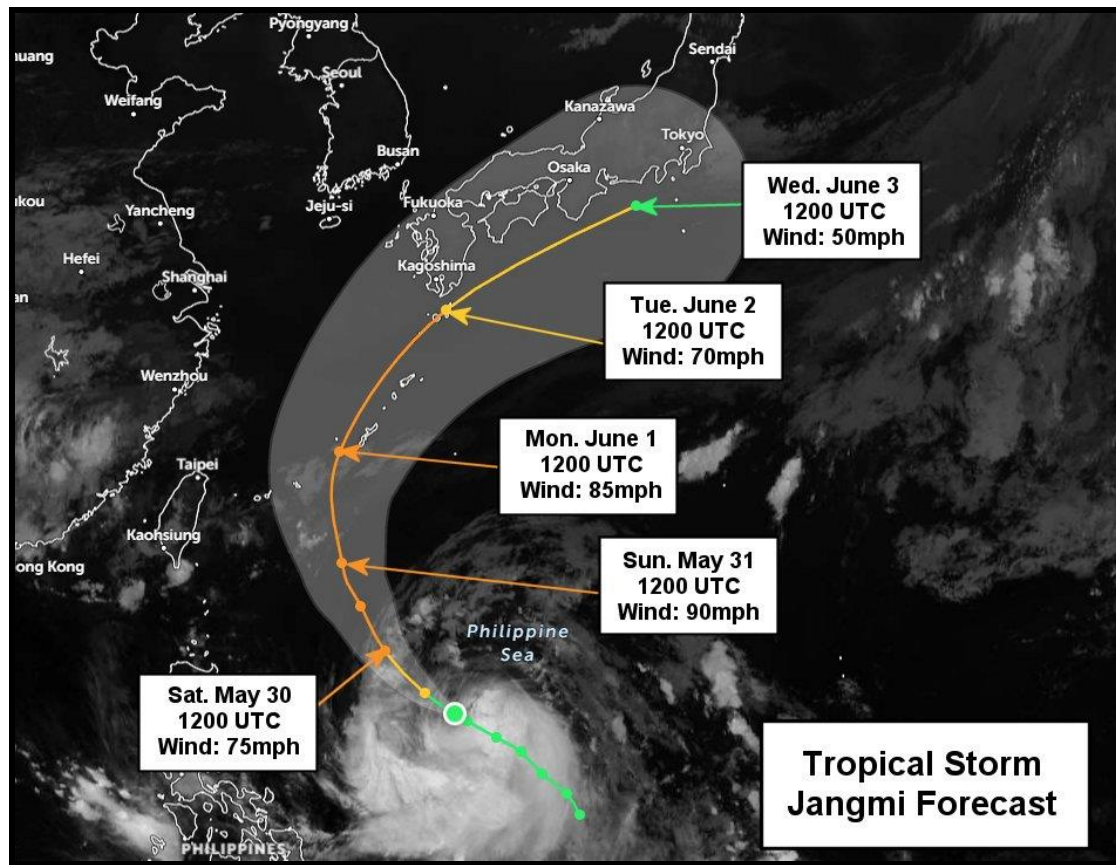 Pyongyang
Sendai
huang
Seoul
Weifang
Kanazawa
Tokyo
Busan
Osaka
Wed. June 3
1200 UTC
Wind: 50mph
ukou
Yancheng
Jeju-si
Fukuoka
Hefei
Kagoshima
Shanghai
an
Tue. June 2
1200 UTC
Wind: 70mph
Wenzhou
Mon. June 1
1200 UTC
Wind: 85mph
Taipei
Kaohsiung
ong Kong
Sun. May 31
1200 UTC
Wind: 90mph
Philippine
Sea
Sat. May 30
1200 UTC
Wind: 75mph
Tropical Storm
Jangmi Forecast
PHILIPPINES